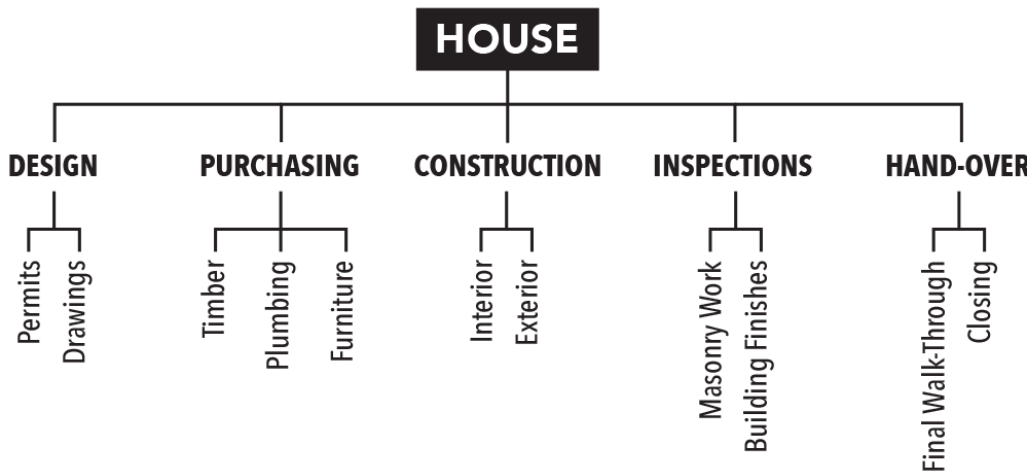 HOUSE
DESIGN
PURCHASING
CONSTRUCTION
INSPECTIONS
HAND-OVER
Permits
Drawings
Timber
Plumbing
Furniture
Interior
Exterior
Masonry Work
Building Finishes
Final Walk-Through
Closing